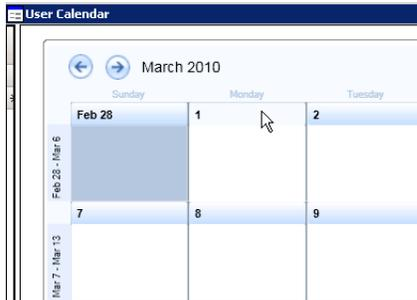 User Calendar
March 2010
Sunday Monday Tuesday
Feb 28 1 2
Feb 28 - Mar 6
7 8 9
Mar 7 - Mar 13